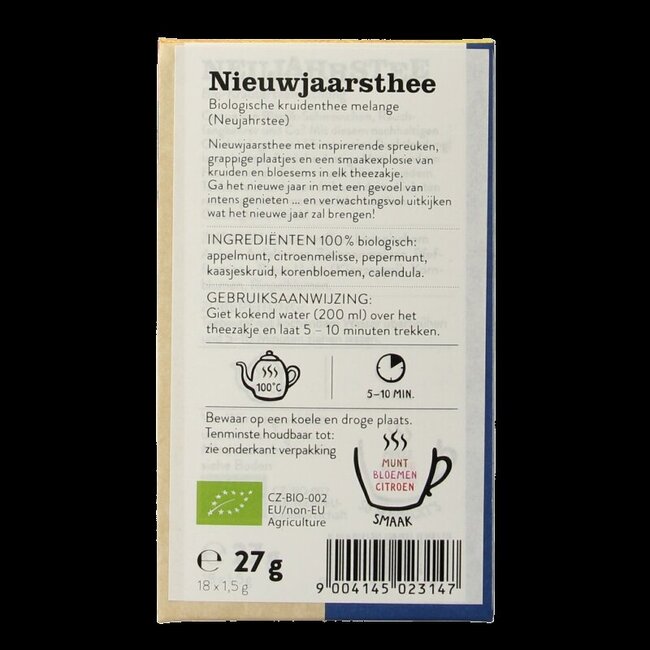 Nieuwjaarsthee
Biologische kruidenthee melange
(Neujahrstee)
Nieuwjaarsthee met inspirerende spreuken,
grappige plaatjes en een smaakexplosie van
kruiden en bloesems in elk theezakje.
Ga het nieuwe jaar in met een gevoel van
intens genieten ... en verwachtingsvol uitkijken
wat het nieuwe jaar zal brengen!
INGREDIËNTEN 100% biologisch:
appelmunt, citroenmelisse, pepermunt,
kaasjeskruid, korenbloemen, calendula.
GEBRUIKSAANWIJZING:
Giet kokend water (200 ml) over het
theezakje en laat 5 – 10 minuten trekken.
100°C
5–10 MIN.
Bewaar op een koele en droge plaats.
Tenminste houdbaar tot:
zie onderkant verpakking
MUNT
BLOEMEN
CITROEN
SMAAK
CZ-BIO-002
EU/non-EU
Agriculture
℮ 27 g
18 x 1,5 g
9 004145 023147